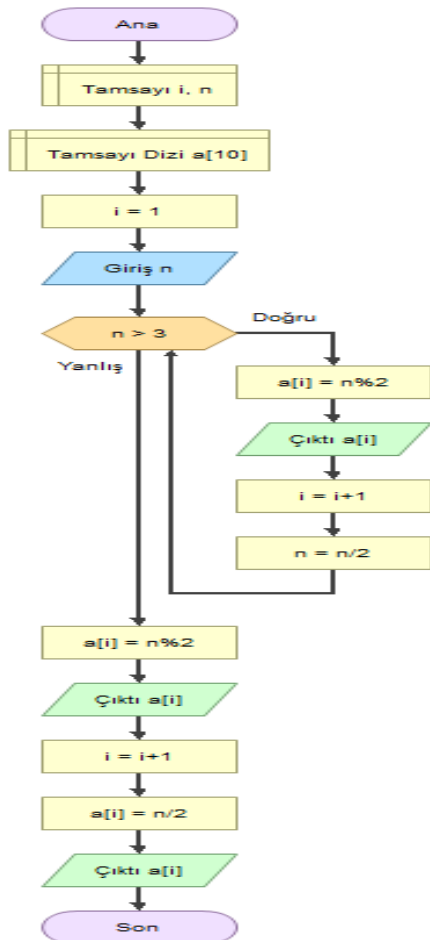 Ana
Tamsayı i, n
Tamsayı Dizi a[10]
i = 1
Giriş n
n > 3
Doğru
Yanlış
a[i] = n%2
Çıktı a[i]
i = i+1
n = n/2
a[i] = n%2
Çıktı a[i]
i = i+1
a[i] = n/2
Çıktı a[i]
Son